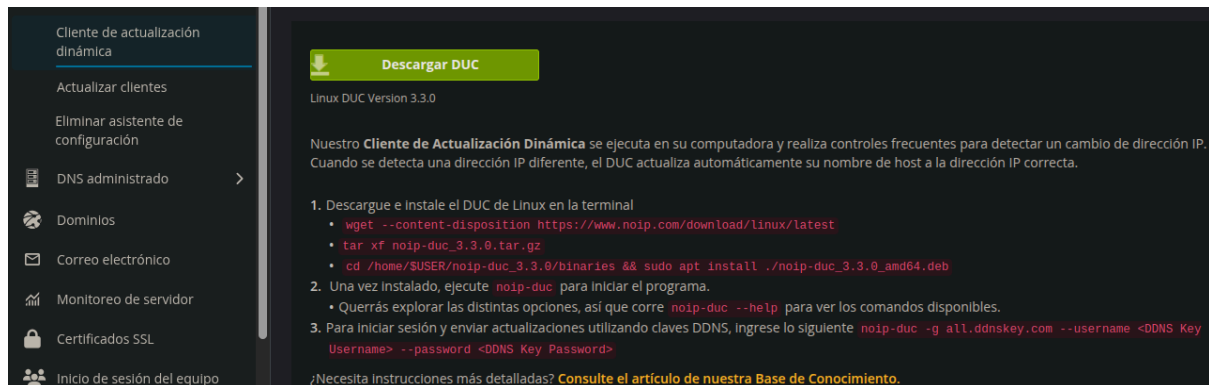 Cliente de actualización
dinámica
Actualizar clientes
Eliminar asistente de
configuración
DNS administrado
Dominios
Correo electrónico
Monitoreo de servidor
Certificados SSL
Inicio de sesión del equipo
Descargar DUC
Linux DUC Version 3.3.0
Nuestro Cliente de Actualización Dinámica se ejecuta en su computadora y realiza controles frecuentes para detectar un cambio de dirección IP.
Cuando se detecta una dirección IP diferente, el DUC actualiza automáticamente su nombre de host a la dirección IP correcta.
1. Descargue e instale el DUC de Linux en la terminal
• wget --content-disposition https://www.noip.com/download/linux/latest
• tar xf noip-duc_3.3.0.tar.gz
• cd /home/$USER/noip-duc_3.3.0/binaries && sudo apt install ./noip-duc_3.3.0_amd64.deb
2. Una vez instalado, ejecute noip-duc para iniciar el programa.
• Querrás explorar las distintas opciones, así que corre noip-duc --help para ver los comandos disponibles.
3. Para iniciar sesión y enviar actualizaciones utilizando claves DDNS, ingrese lo siguiente noip-duc -g all.ddnskey.com --username <DDNS Key
Username> --password <DDNS Key Password>
¿Necesita instrucciones más detalladas? Consulte el artículo de nuestra Base de Conocimiento.